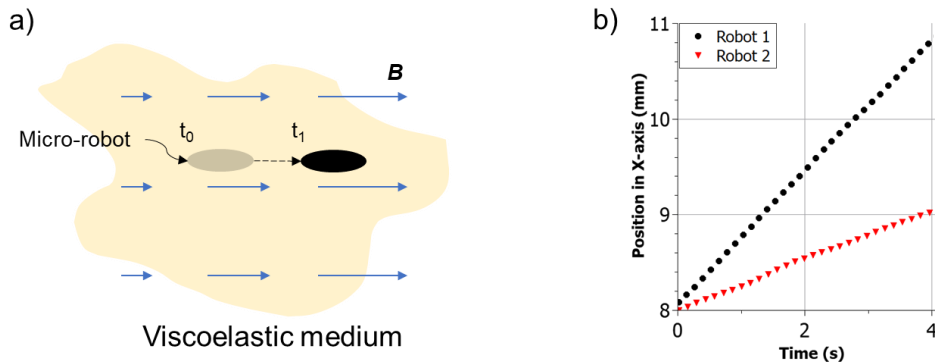 a)
B
t0
t1
Micro-robot
Viscoelastic medium
b)
Robot 1
Robot 2
Position in X-axis (mm)
11
10
9
8
0
2
4
Time (s)